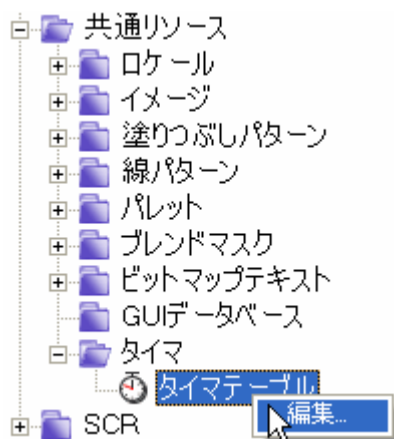 共通リソース
ロケール
イメージ
塗りつぶしパターン
線パターン
パレット
ブレンドマスク
ビットマップテキスト
GUIデータベース
タイマ
タイマテーブル
編集...
SCR